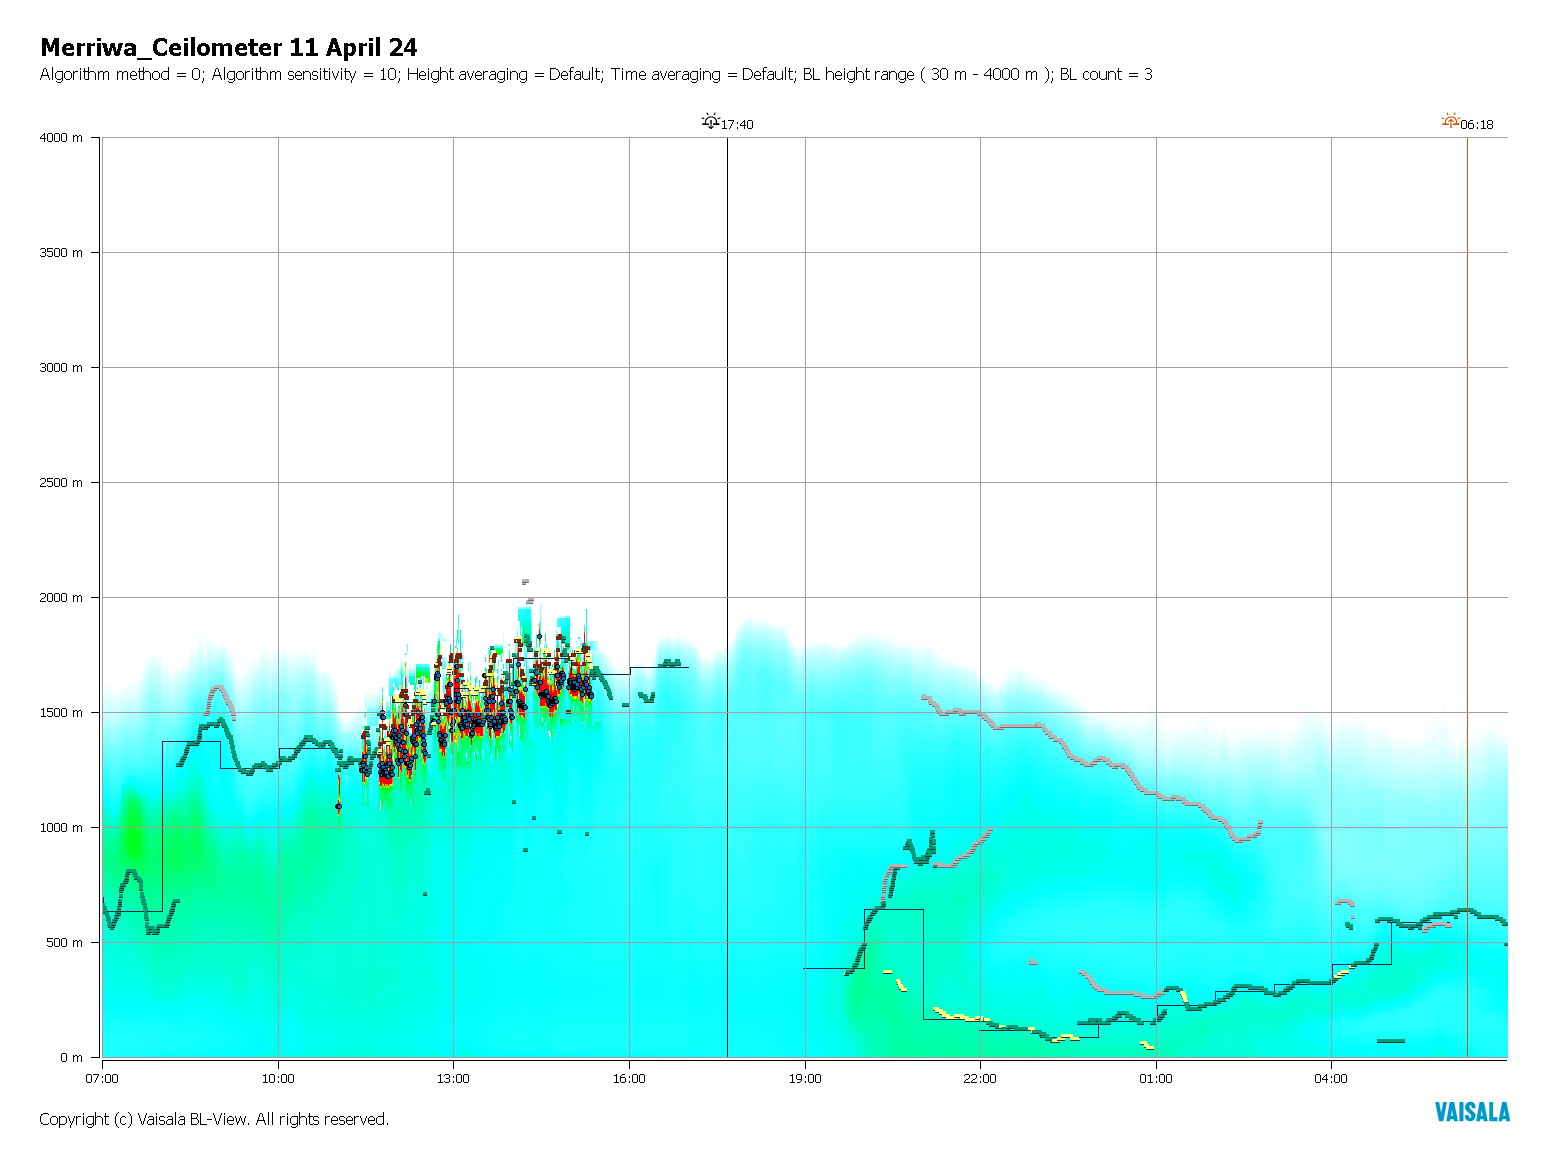 Merriwa_Ceilometer 11 April 24
Algorithm method = 0; Algorithm sensitivity = 10; Height averaging = Default; Time averaging = Default; BL height range ( 30 m - 4000 m ); BL count = 3
17:40
06:18
4000 m
3500 m
3000 m
2500 m
2000 m
1500 m
1000 m
500 m
0 m
07:00 10:00 13:00 16:00 19:00 22:00 01:00 04:00
Copyright (c) Vaisala BL-View. All rights reserved.
VAISALA